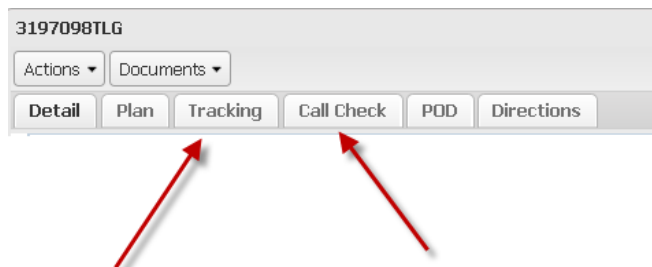 3197098TLG
Actions Documents
Detail Plan Tracking Call Check POD Directions